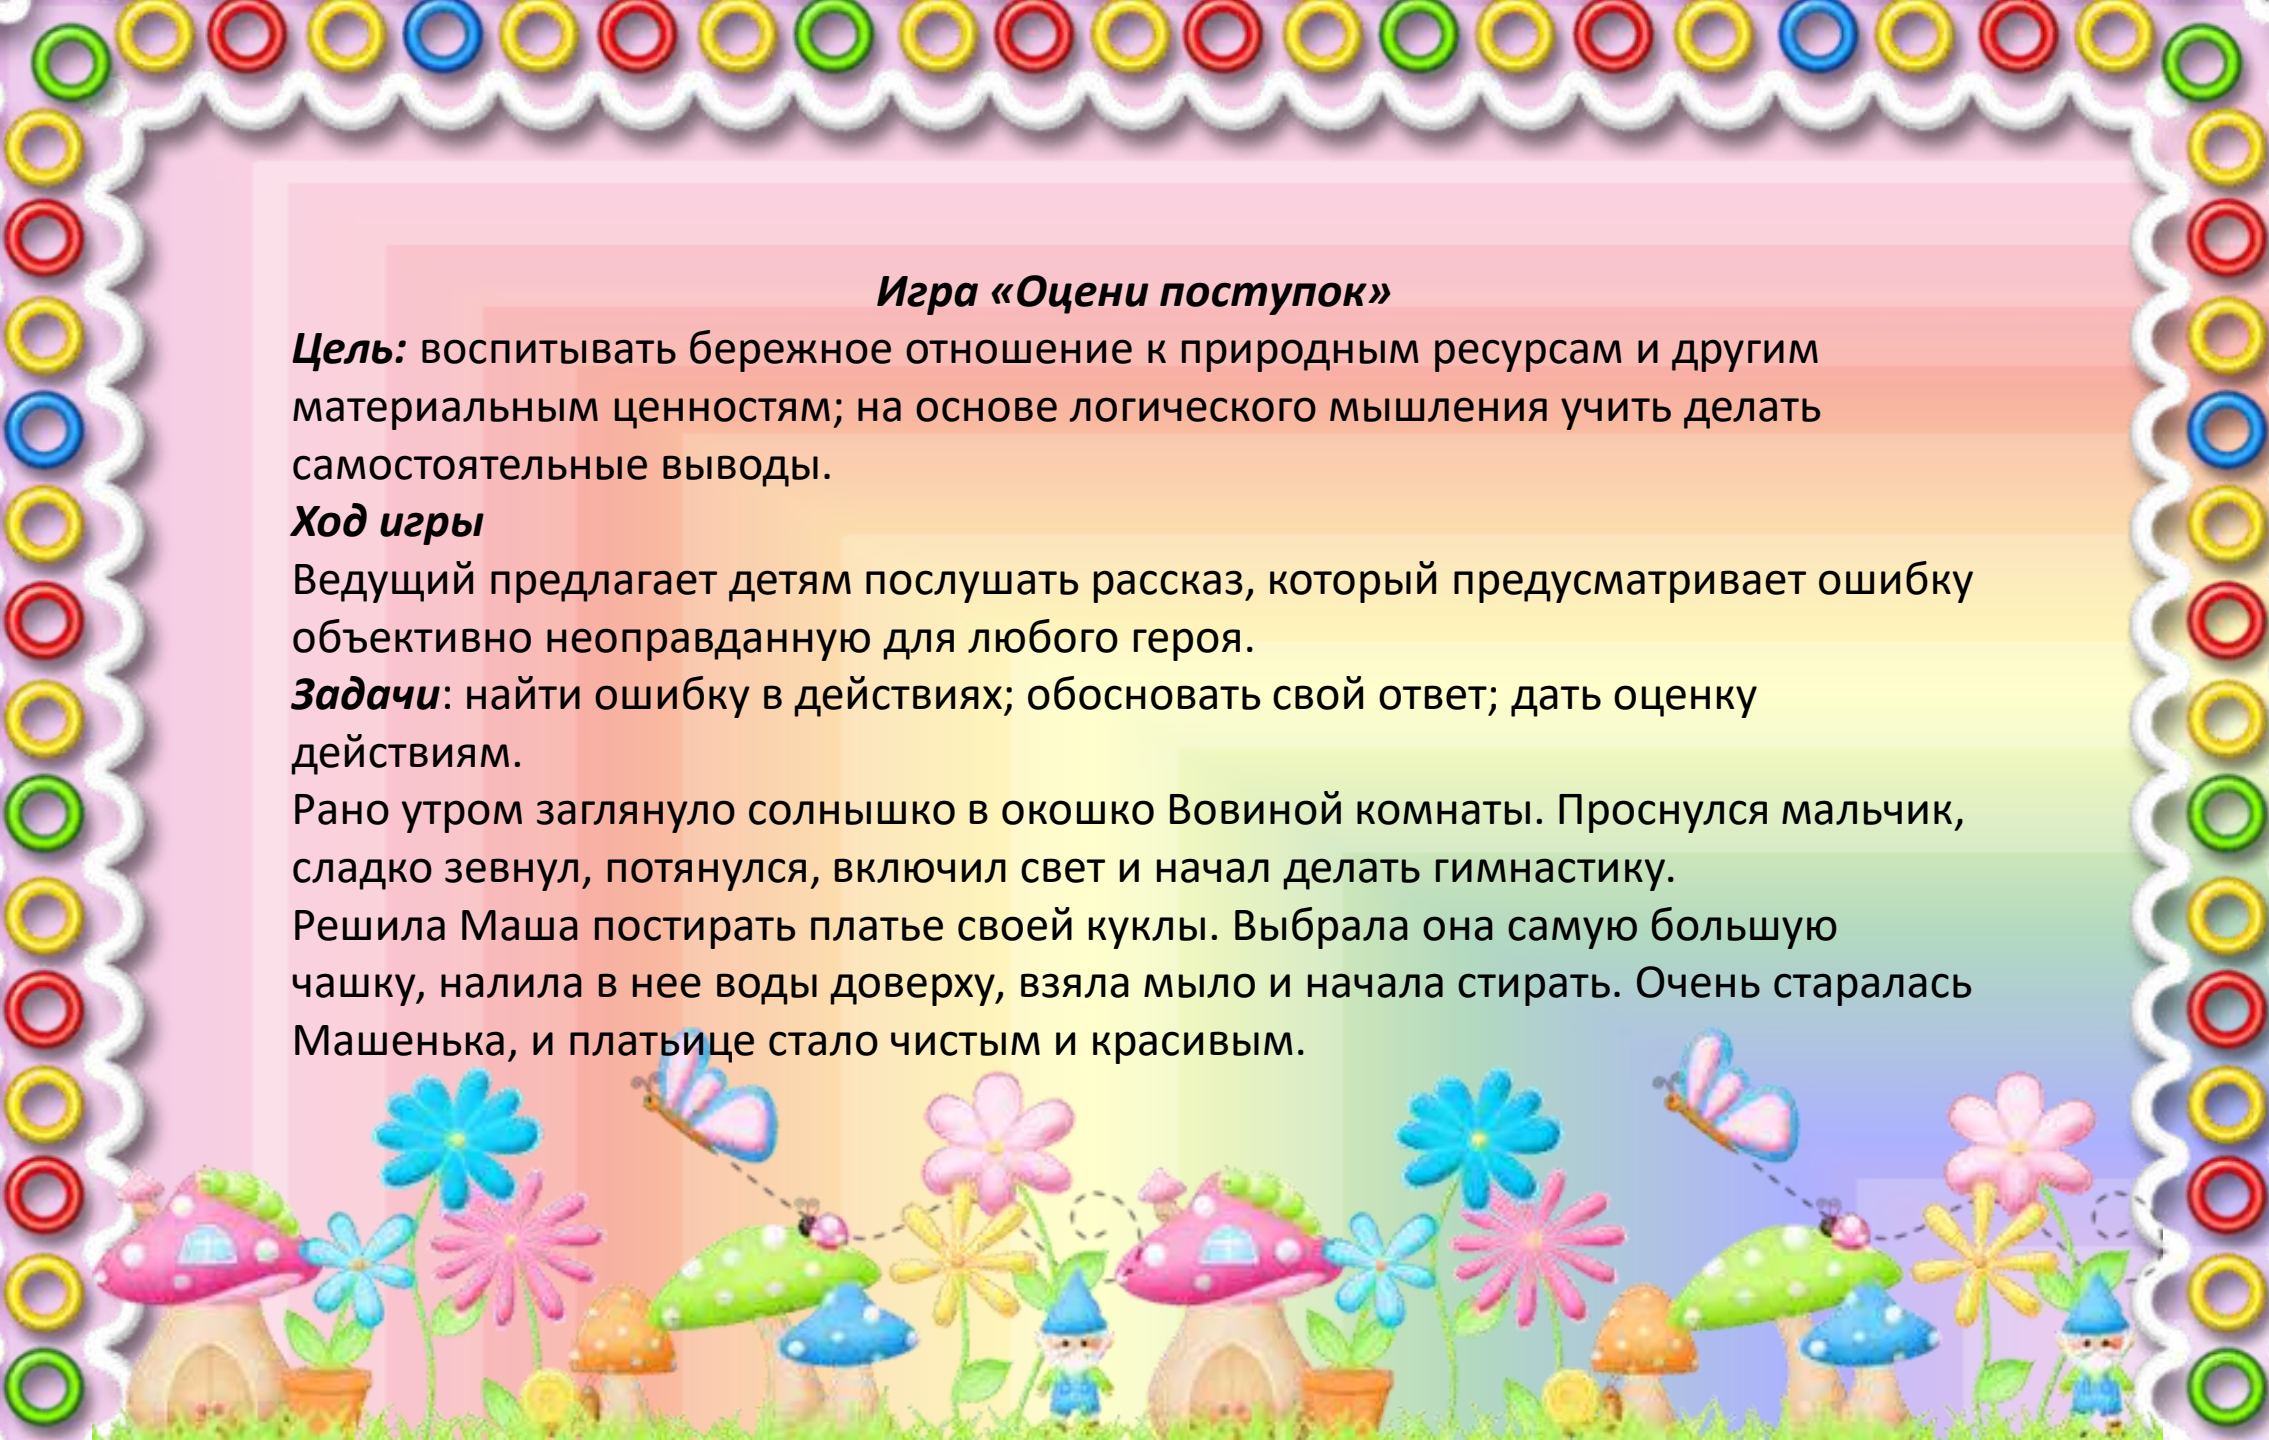 Игра «Оцени поступок»
Цель: воспитывать бережное отношение к природным ресурсам и другим
материальным ценностям; на основе логического мышления учить делать
самостоятельные выводы.
Ход игры
Ведущий предлагает детям послушать рассказ, который предусматривает ошибку
объективно неоправданную для любого героя.
Задачи: найти ошибку в действиях; обосновать свой ответ; дать оценку
действиям.
Рано утром заглянуло солнышко в окошко Вовиной комнаты. Проснулся мальчик,
сладко зевнул, потянулся, включил свет и начал делать гимнастику.
Решила Маша постирать платье своей куклы. Выбрала она самую большую
чашку, налила в нее воды доверху, взяла мыло и начала стирать. Очень старалась
Машенька, и платьице стало чистым и красивым.